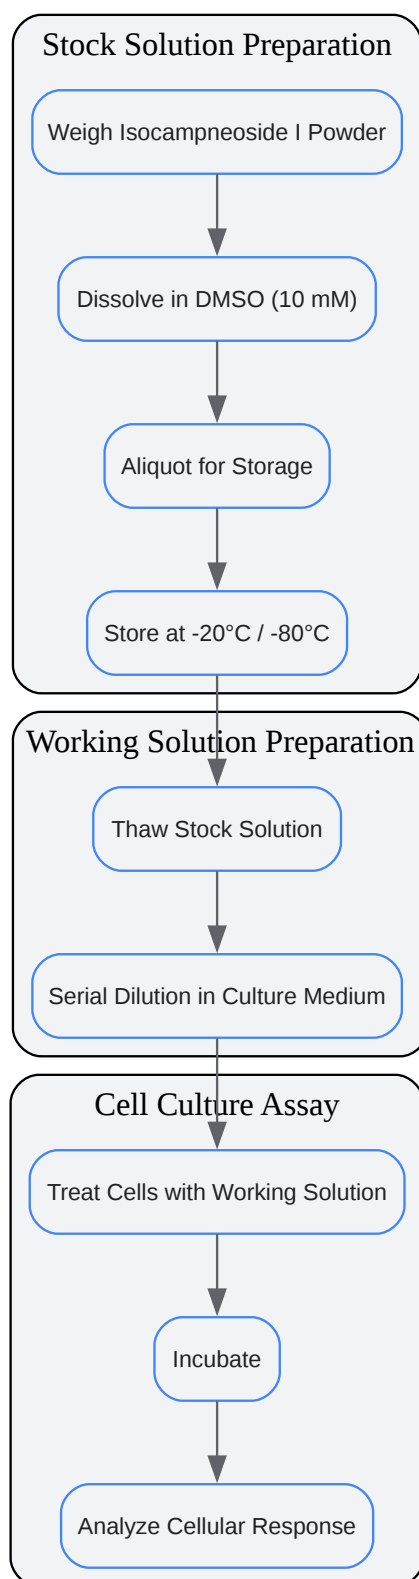 Stock Solution Preparation
Weigh Isocampneoside I Powder
Dissolve in DMSO (10 mM)
Aliquot for Storage
Store at -20°C / -80°C
Working Solution Preparation
Thaw Stock Solution
Serial Dilution in Culture Medium
Cell Culture Assay
Treat Cells with Working Solution
Incubate
Analyze Cellular Response